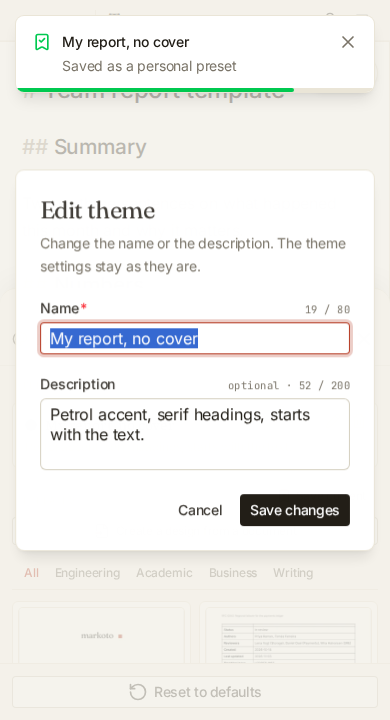 My report, no cover
Saved as a personal preset
# Team report template
## Summary
Edit theme
Change the name or the description. The theme
settings stay as they are.
Name*
19 / 80
My report, no cover
Description
optional · 52 / 200
Petrol accent, serif headings, starts
with the text.
Cancel
Save changes
All
Engineering
Academic
Business
Writing
markoto
Reset to defaults